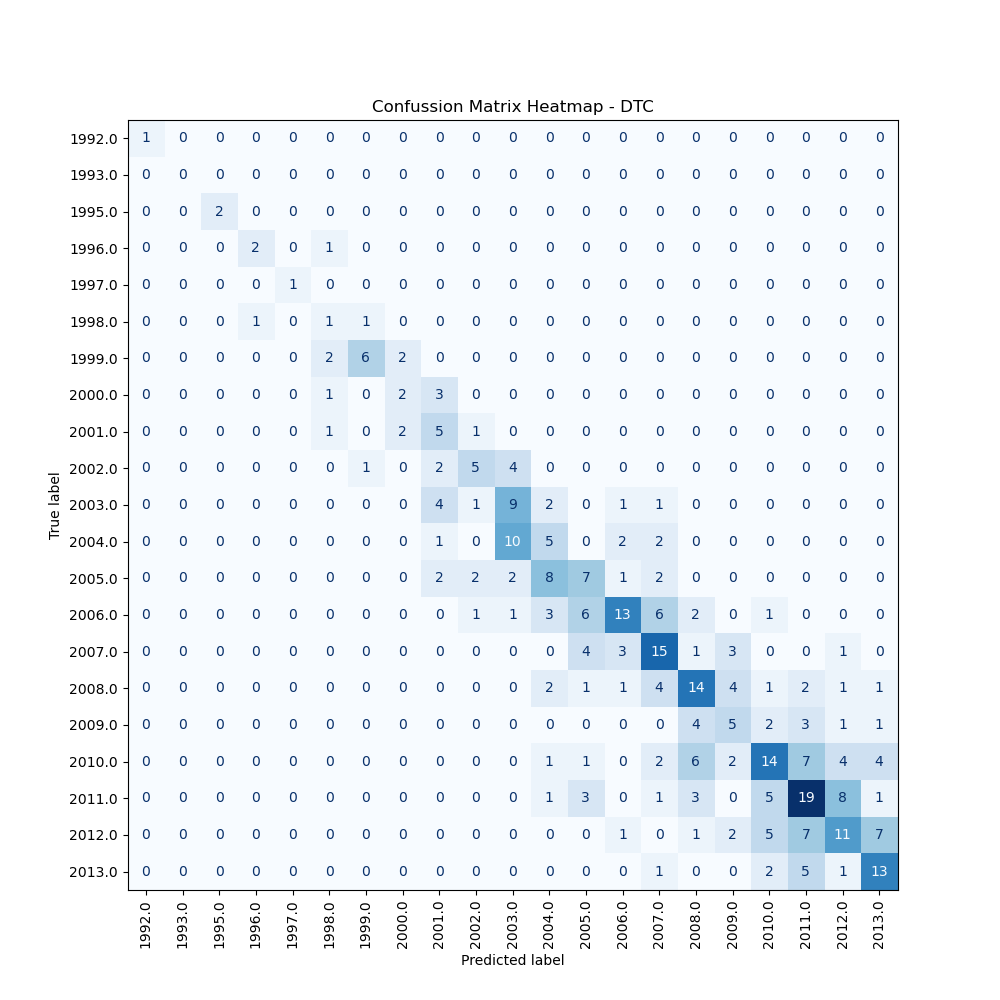 Confussion Matrix Heatmap - DTC
1992.0 1 0 0 0 0 0 0 0 0 0 0 0 0 0 0 0 0 0 0 0 0
1993.0 0 0 0 0 0 0 0 0 0 0 0 0 0 0 0 0 0 0 0 0 0
1995.0 0 0 2 0 0 0 0 0 0 0 0 0 0 0 0 0 0 0 0 0 0
1996.0 0 0 0 2 0 1 0 0 0 0 0 0 0 0 0 0 0 0 0 0 0
1997.0 0 0 0 0 1 0 0 0 0 0 0 0 0 0 0 0 0 0 0 0 0
1998.0 0 0 0 1 0 1 1 0 0 0 0 0 0 0 0 0 0 0 0 0 0
1999.0 0 0 0 0 0 2 6 2 0 0 0 0 0 0 0 0 0 0 0 0 0
2000.0 0 0 0 0 0 1 0 2 3 0 0 0 0 0 0 0 0 0 0 0 0
2001.0 0 0 0 0 0 1 0 2 5 1 0 0 0 0 0 0 0 0 0 0 0
2002.0 0 0 0 0 0 0 1 0 2 5 4 0 0 0 0 0 0 0 0 0 0
2003.0 0 0 0 0 0 0 0 0 4 1 9 2 0 1 1 0 0 0 0 0 0
2004.0 0 0 0 0 0 0 0 0 1 0 10 5 0 2 2 0 0 0 0 0 0
2005.0 0 0 0 0 0 0 0 0 2 2 2 8 7 1 2 0 0 0 0 0 0
2006.0 0 0 0 0 0 0 0 0 0 1 1 3 6 13 6 2 0 1 0 0 0
2007.0 0 0 0 0 0 0 0 0 0 0 0 0 4 3 15 1 3 0 0 1 0
2008.0 0 0 0 0 0 0 0 0 0 0 0 2 1 1 4 14 4 1 2 1 1
2009.0 0 0 0 0 0 0 0 0 0 0 0 0 0 0 0 4 5 2 3 1 1
2010.0 0 0 0 0 0 0 0 0 0 0 0 1 1 0 2 6 2 14 7 4 4
2011.0 0 0 0 0 0 0 0 0 0 0 0 1 3 0 1 3 0 5 19 8 1
2012.0 0 0 0 0 0 0 0 0 0 0 0 0 0 1 0 1 2 5 7 11 7
2013.0 0 0 0 0 0 0 0 0 0 0 0 0 0 0 1 0 0 2 5 1 13
True label
1992.0 1993.0 1995.0 1996.0 1997.0 1998.0 1999.0 2000.0 2001.0 2002.0 2003.0 2004.0 2005.0 2006.0 2007.0 2008.0 2009.0 2010.0 2011.0 2012.0 2013.0
Predicted label